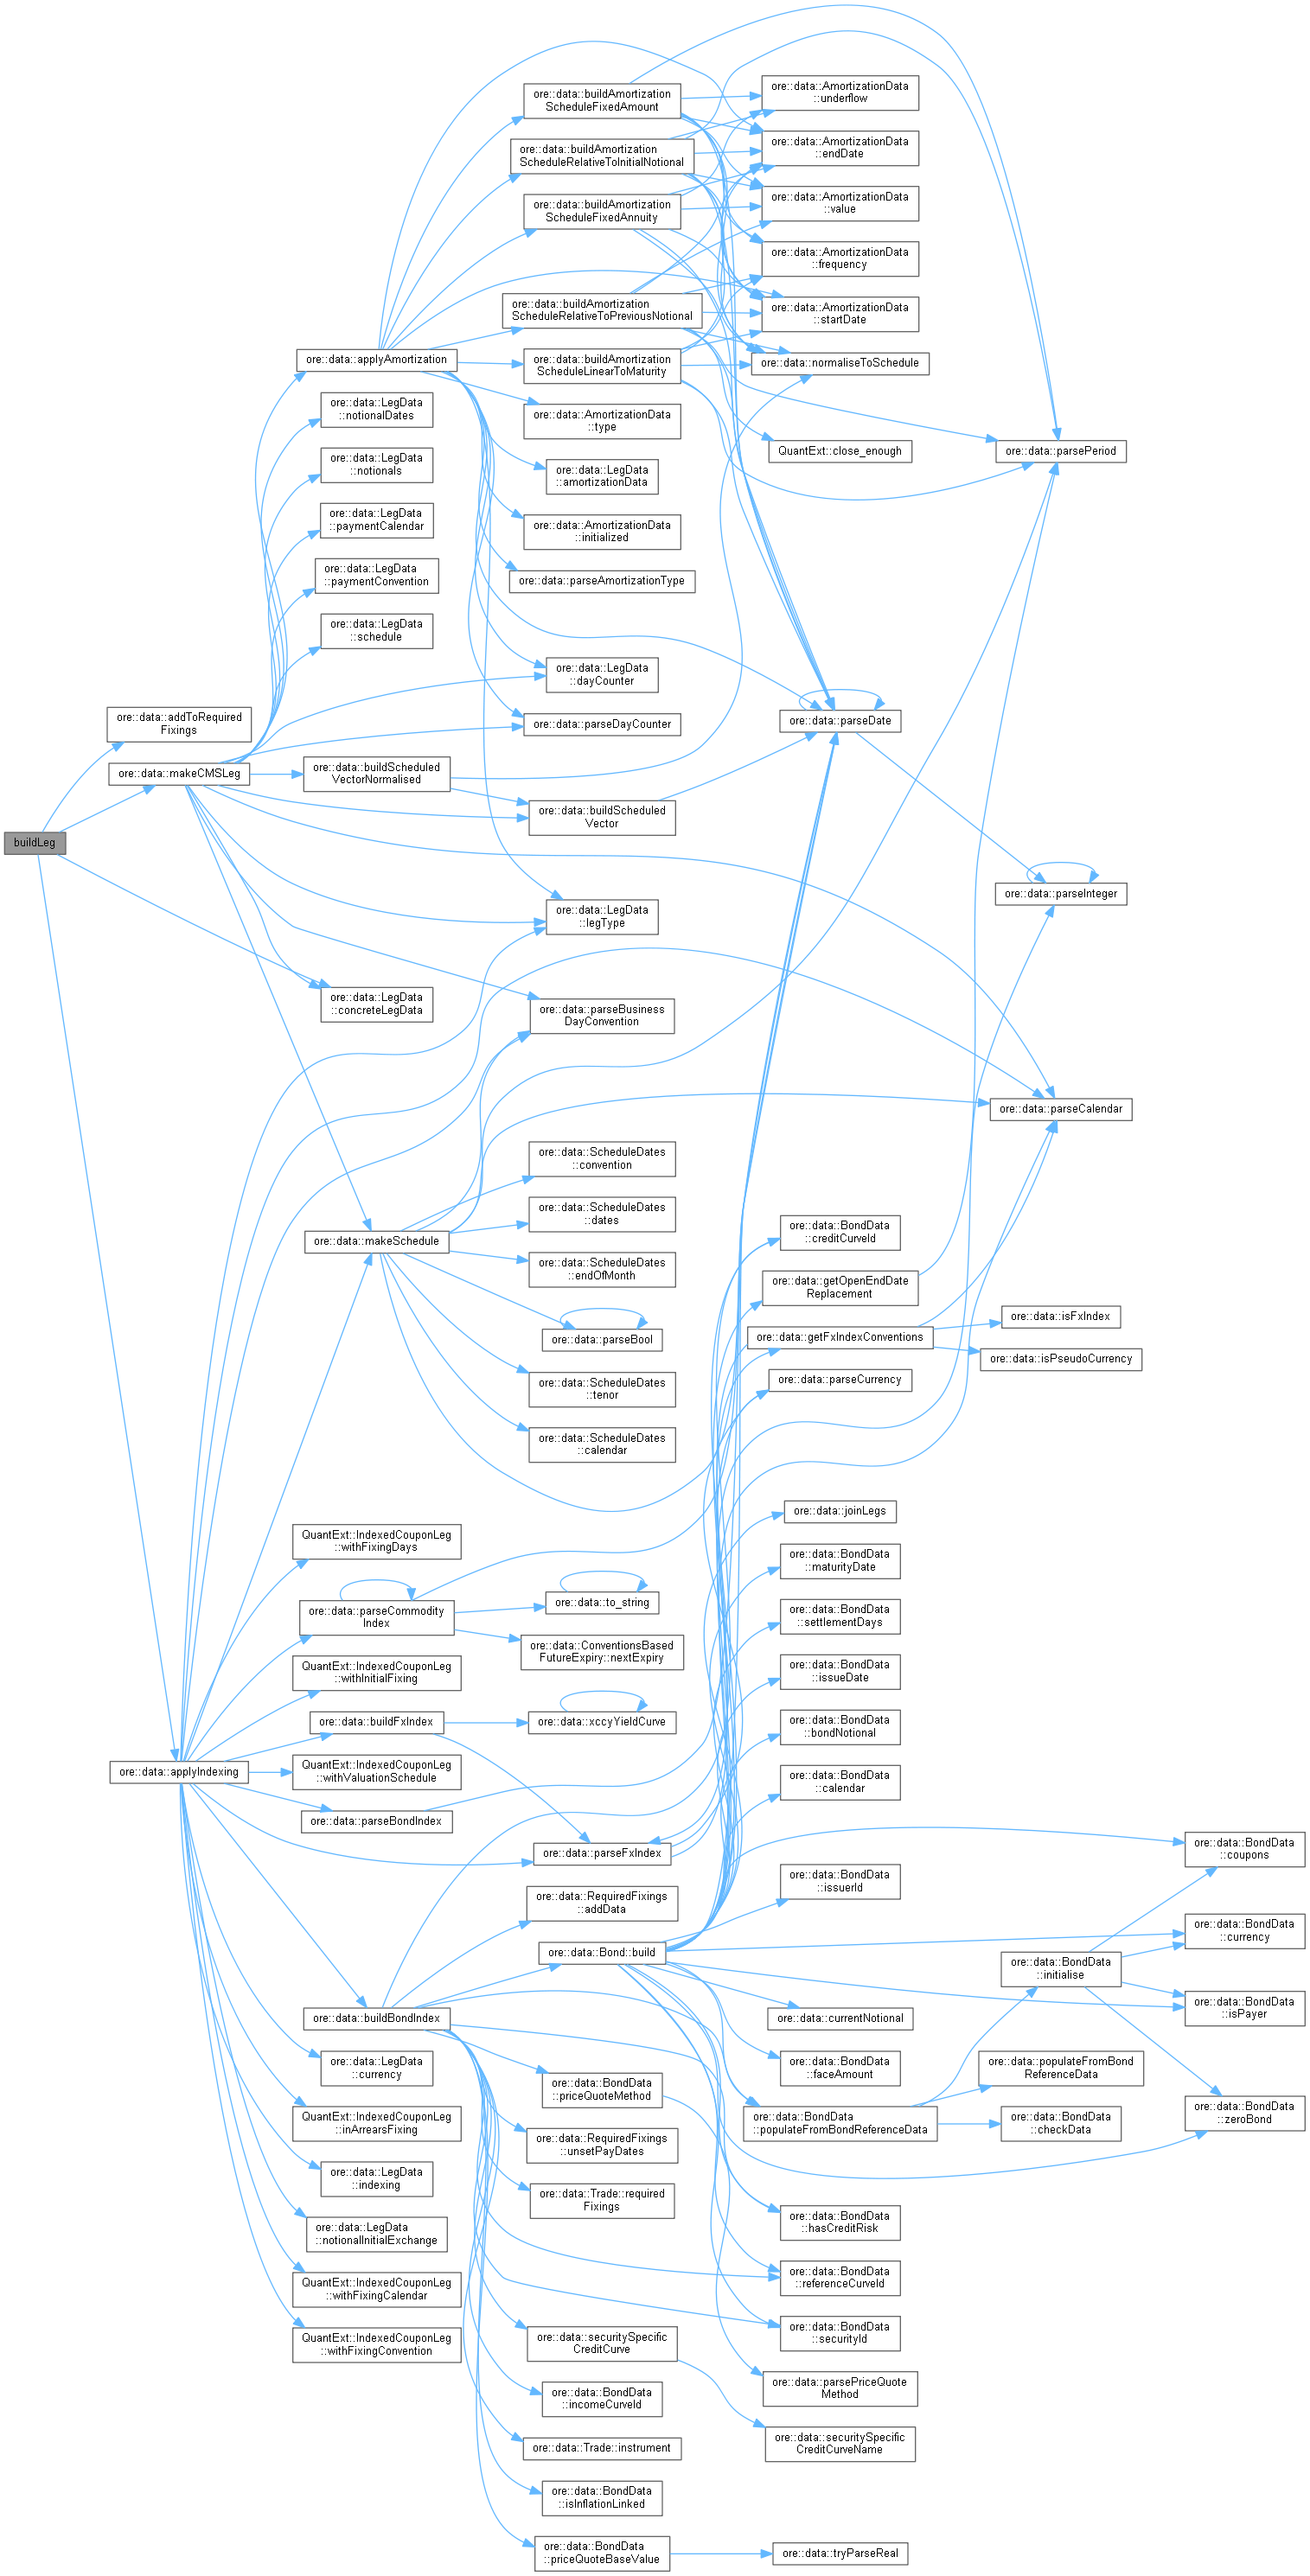 buildLeg
ore::data::addToRequired
Fixings
ore::data::makeCMSLeg
ore::data::applyIndexing
ore::data::applyAmortization
ore::data::LegData
::notionalDates
ore::data::LegData
::notionals
ore::data::LegData
::paymentCalendar
ore::data::LegData
::paymentConvention
ore::data::LegData
::schedule
ore::data::buildScheduled
VectorNormalised
ore::data::LegData
::concreteLegData
ore::data::makeSchedule
QuantExt::IndexedCouponLeg
::withFixingDays
ore::data::parseCommodity
Index
QuantExt::IndexedCouponLeg
::withInitialFixing
ore::data::buildFxIndex
QuantExt::IndexedCouponLeg
::withValuationSchedule
ore::data::parseBondIndex
ore::data::buildBondIndex
ore::data::LegData
::currency
QuantExt::IndexedCouponLeg
::inArrearsFixing
ore::data::LegData
::indexing
ore::data::LegData
::notionalInitialExchange
QuantExt::IndexedCouponLeg
::withFixingCalendar
QuantExt::IndexedCouponLeg
::withFixingConvention
ore::data::buildAmortization
ScheduleFixedAmount
ore::data::buildAmortization
ScheduleRelativeToInitialNotional
ore::data::buildAmortization
ScheduleFixedAnnuity
ore::data::buildAmortization
ScheduleRelativeToPreviousNotional
ore::data::buildAmortization
ScheduleLinearToMaturity
ore::data::AmortizationData
::type
ore::data::LegData
::amortizationData
ore::data::AmortizationData
::initialized
ore::data::parseAmortizationType
ore::data::LegData
::dayCounter
ore::data::parseDayCounter
ore::data::buildScheduled
Vector
ore::data::LegData
::legType
ore::data::parseBusiness
DayConvention
ore::data::ScheduleDates
::convention
ore::data::ScheduleDates
::dates
ore::data::ScheduleDates
::endOfMonth
ore::data::parseBool
ore::data::ScheduleDates
::tenor
ore::data::ScheduleDates
::calendar
ore::data::to_string
ore::data::ConventionsBased
FutureExpiry::nextExpiry
ore::data::xccyYieldCurve
ore::data::parseFxIndex
ore::data::RequiredFixings
::addData
ore::data::Bond::build
ore::data::BondData
::priceQuoteMethod
ore::data::RequiredFixings
::unsetPayDates
ore::data::Trade::required
Fixings
ore::data::securitySpecific
CreditCurve
ore::data::BondData
::incomeCurveId
ore::data::Trade::instrument
ore::data::BondData
::isInflationLinked
ore::data::BondData
::priceQuoteBaseValue
ore::data::AmortizationData
::underflow
ore::data::AmortizationData
::endDate
ore::data::AmortizationData
::value
ore::data::AmortizationData
::frequency
ore::data::AmortizationData
::startDate
ore::data::normaliseToSchedule
QuantExt::close_enough
ore::data::parseDate
ore::data::BondData
::creditCurveId
ore::data::getOpenEndDate
Replacement
ore::data::getFxIndexConventions
ore::data::parseCurrency
ore::data::joinLegs
ore::data::BondData
::maturityDate
ore::data::BondData
::settlementDays
ore::data::BondData
::issueDate
ore::data::BondData
::bondNotional
ore::data::BondData
::calendar
ore::data::BondData
::issuerId
ore::data::currentNotional
ore::data::BondData
::faceAmount
ore::data::BondData
::populateFromBondReferenceData
ore::data::BondData
::hasCreditRisk
ore::data::BondData
::referenceCurveId
ore::data::BondData
::securityId
ore::data::parsePriceQuote
Method
ore::data::securitySpecific
CreditCurveName
ore::data::tryParseReal
ore::data::parsePeriod
ore::data::parseInteger
ore::data::parseCalendar
ore::data::isFxIndex
ore::data::isPseudoCurrency
ore::data::BondData
::initialise
ore::data::populateFromBond
ReferenceData
ore::data::BondData
::checkData
ore::data::BondData
::coupons
ore::data::BondData
::currency
ore::data::BondData
::isPayer
ore::data::BondData
::zeroBond